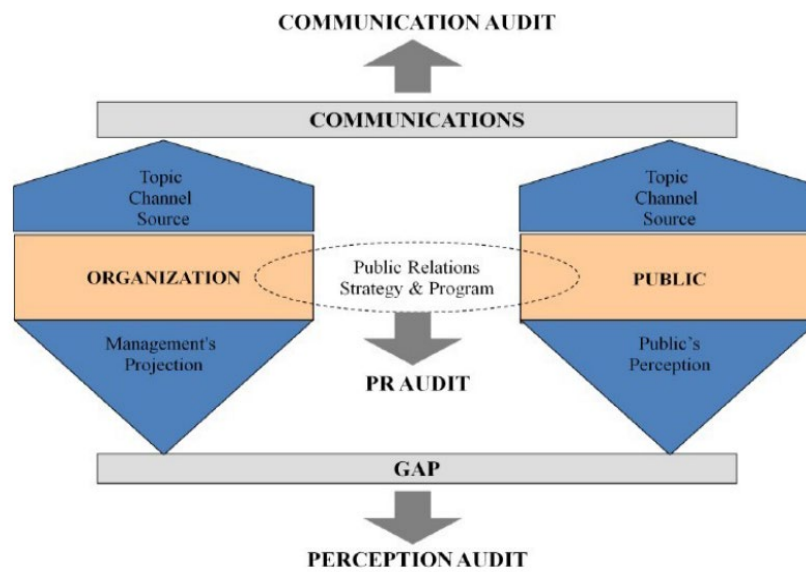 COMMUNICATION AUDIT
COMMUNICATIONS
Topic
Channel
Source
Topic
Channel
Source
ORGANIZATION
Public Relations
Strategy & Program
PUBLIC
Management's
Projection
Public's
Perception
PR AUDIT
GAP
PERCEPTION AUDIT